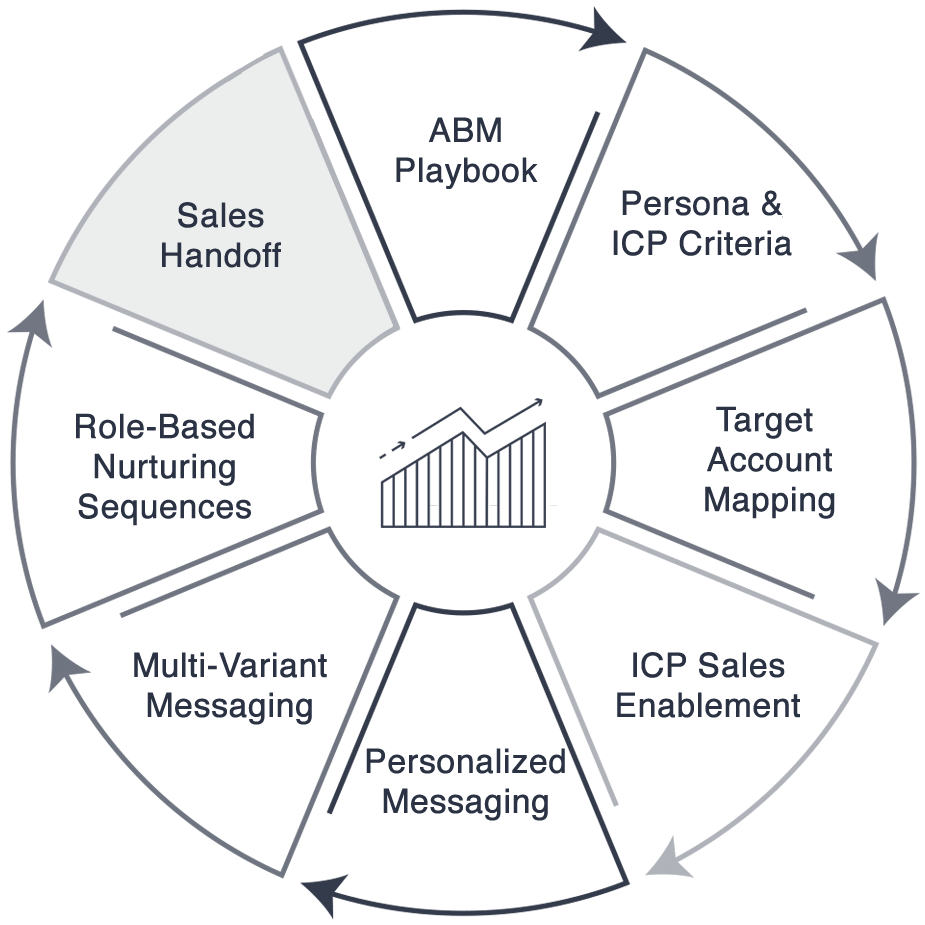 ABM
Playbook
Persona &
ICP Criteria
Target
Account
Mapping
ICP Sales
Enablement
Personalized
Messaging
Multi-Variant
Messaging
Role-Based
Nurturing
Sequences
Sales
Handoff